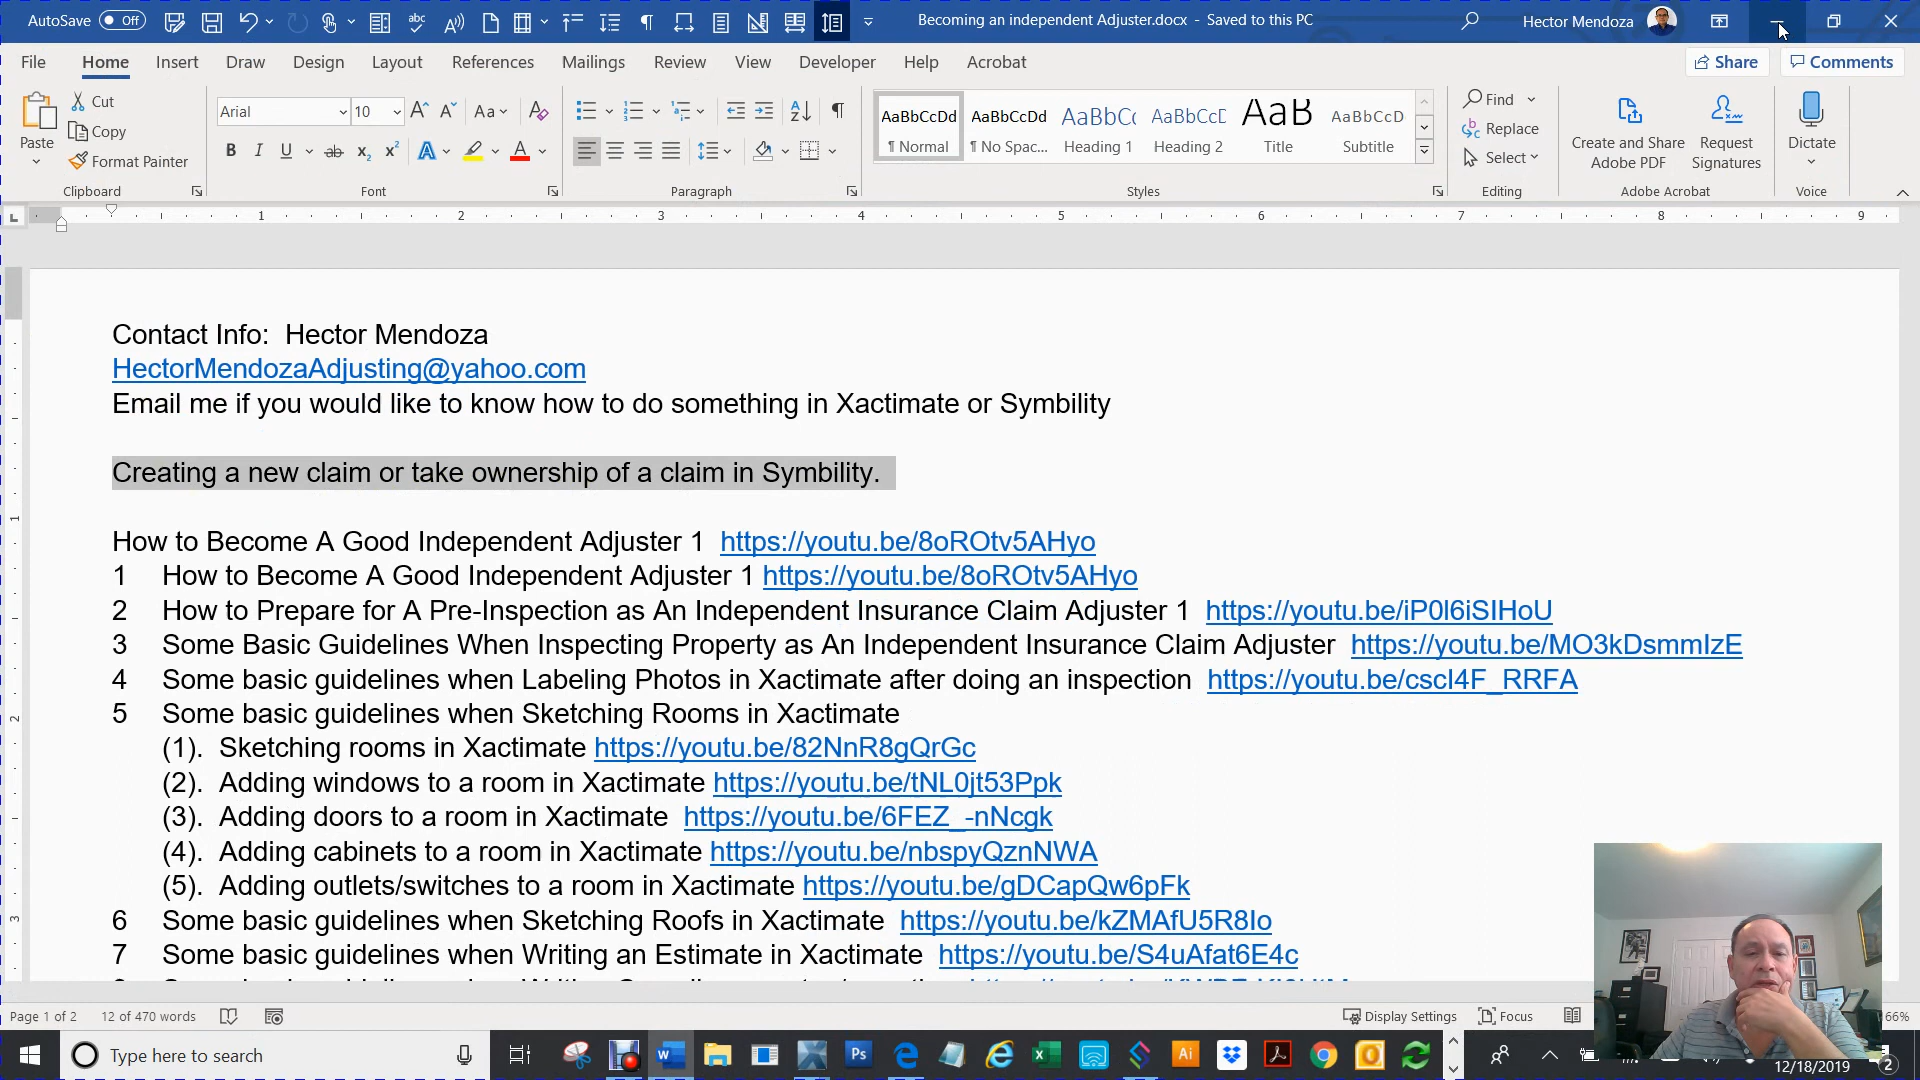 AutoSave Off
Becoming an independent Adjuster.docx - Saved to this PC
Hector Mendoza
File Home Insert Draw Design Layout References Mailings Review View Developer Help Acrobat
Share Comments
Paste
Cut
Copy
Format Painter
Clipboard
Arial 10
Font
Paragraph
AaBbCcDd AaBbCcDd AaBbC AaBbCcD AaB AaBbCcD
¶ Normal ¶ No Spac... Heading 1 Heading 2 Title Subtitle
Styles
Find
Replace
Select
Editing
Create and Share
Adobe PDF
Request
Signatures
Adobe Acrobat
Dictate
Voice
1 2 3 4 5 6 7 8 9
Contact Info: Hector Mendoza
HectorMendozaAdjusting@yahoo.com
Email me if you would like to know how to do something in Xactimate or Symbility
Creating a new claim or take ownership of a claim in Symbility.
How to Become A Good Independent Adjuster 1 https://youtu.be/8oROtv5AHyo
1 How to Become A Good Independent Adjuster 1 https://youtu.be/8oROtv5AHyo
2 How to Prepare for A Pre-Inspection as An Independent Insurance Claim Adjuster 1 https://youtu.be/iP0l6iSIHoU
3 Some Basic Guidelines When Inspecting Property as An Independent Insurance Claim Adjuster https://youtu.be/MO3kDsmmIzE
4 Some basic guidelines when Labeling Photos in Xactimate after doing an inspection https://youtu.be/cscI4F_RRFA
5 Some basic guidelines when Sketching Rooms in Xactimate
(1). Sketching rooms in Xactimate https://youtu.be/82NnR8gQrGc
(2). Adding windows to a room in Xactimate https://youtu.be/tNL0jt53Ppk
(3). Adding doors to a room in Xactimate https://youtu.be/6FEZ_-nNcgk
(4). Adding cabinets to a room in Xactimate https://youtu.be/nbspyQznNWA
(5). Adding outlets/switches to a room in Xactimate https://youtu.be/gDCapQw6pFk
6 Some basic guidelines when Sketching Roofs in Xactimate https://youtu.be/kZMAfU5R8Io
7 Some basic guidelines when Writing an Estimate in Xactimate https://youtu.be/S4uAfat6E4c
Page 1 of 2 12 of 470 words
Display Settings Focus
66%
Type here to search
12/18/2019
2